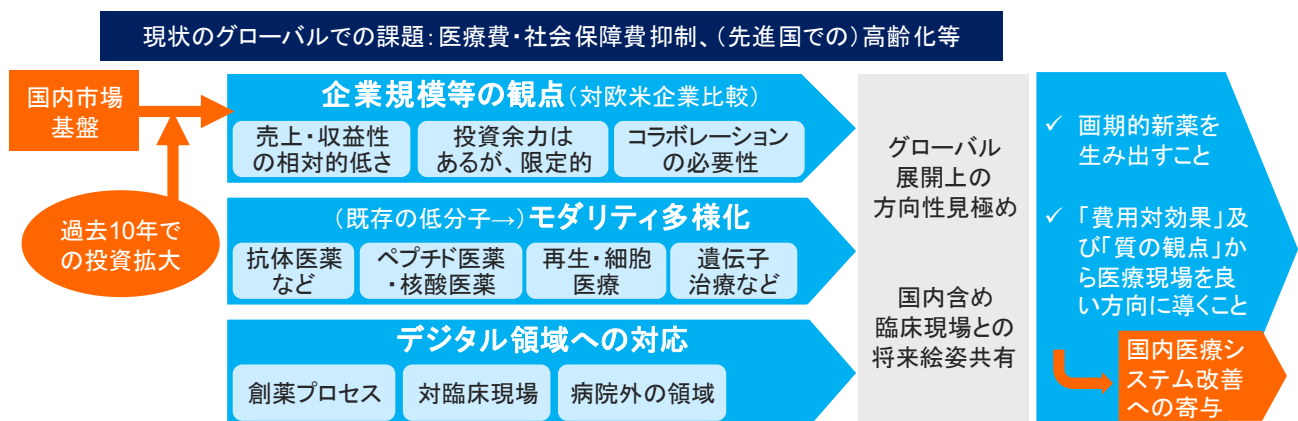 現状のグローバルでの課題:医療費・社会保障費抑制、(先進国での)高齢化等
国内市場
基盤
過去10年で
の投資拡大
企業規模等の観点(対欧米企業比較)
売上・収益性
の相対的低さ
投資余力は
あるが、限定的
コラボレーション
の必要性
(既存の低分子→)モダリティ多様化
抗体医薬
など
ペプチド医薬
・核酸医薬
再生・細胞
医療
遺伝子
治療など
デジタル領域への対応
創薬プロセス
対臨床現場
病院外の領域
グローバル
展開上の
方向性見極め
国内含め
臨床現場との
将来絵姿共有
✓ 画期的新薬を
生み出すこと
✓ 「費用対効果」及
び「質の観点」か
ら医療現場を良
い方向に導くこと
国内医療シ
ステム改善
への寄与